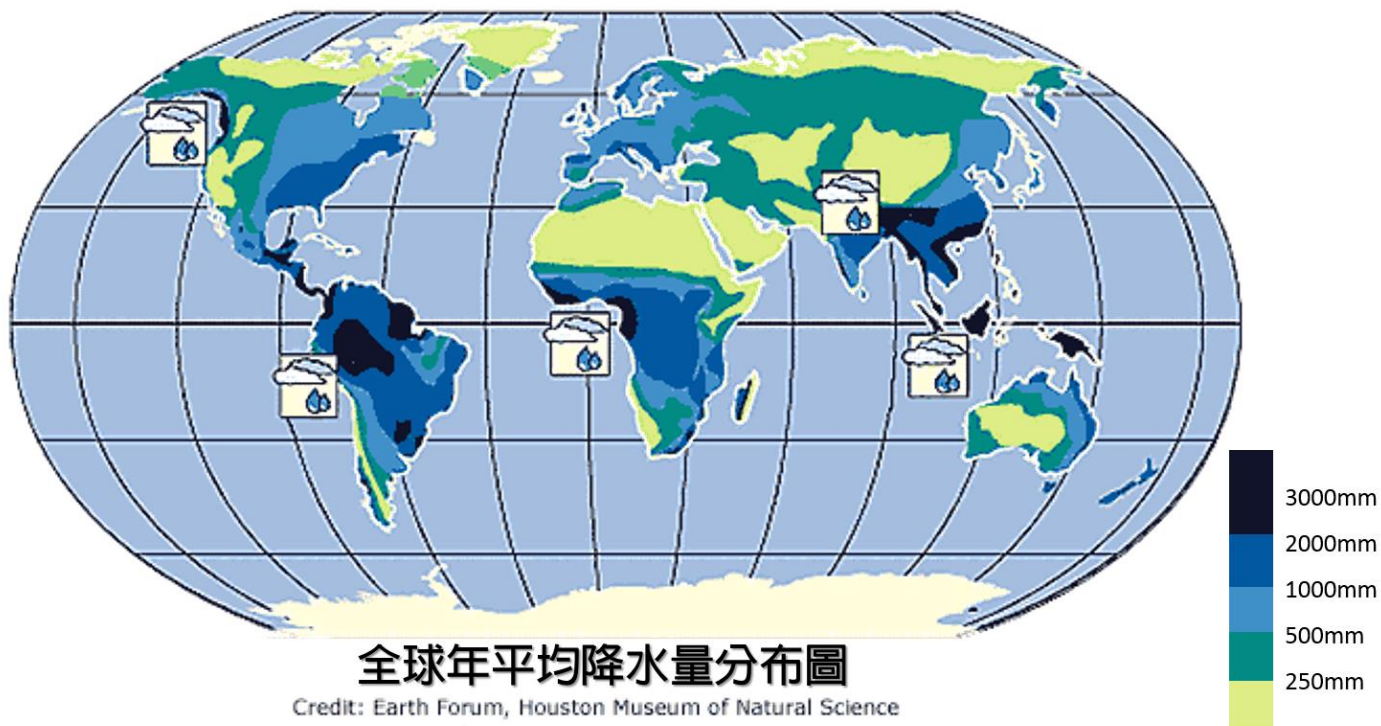 3000mm
2000mm
1000mm
500mm
250mm
全球年平均降水量分布圖
Credit: Earth Forum, Houston Museum of Natural Science